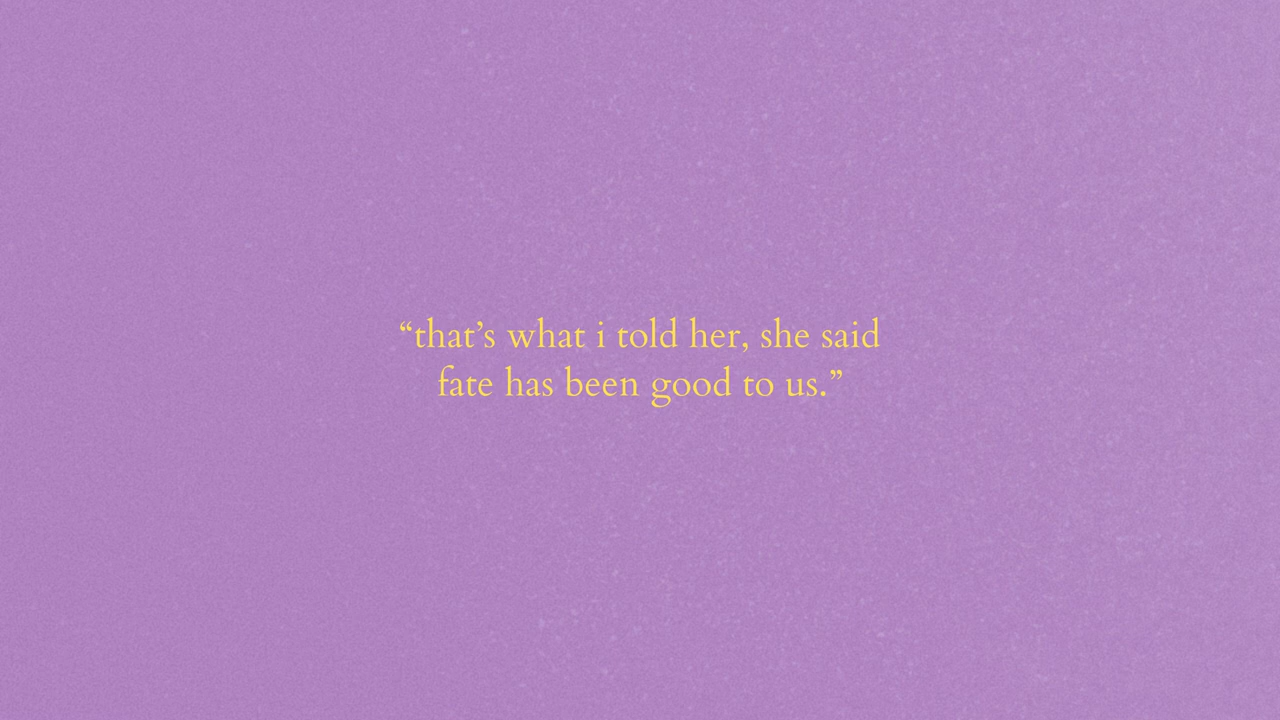 “that’s what i told her, she said
fate has been good to us.”